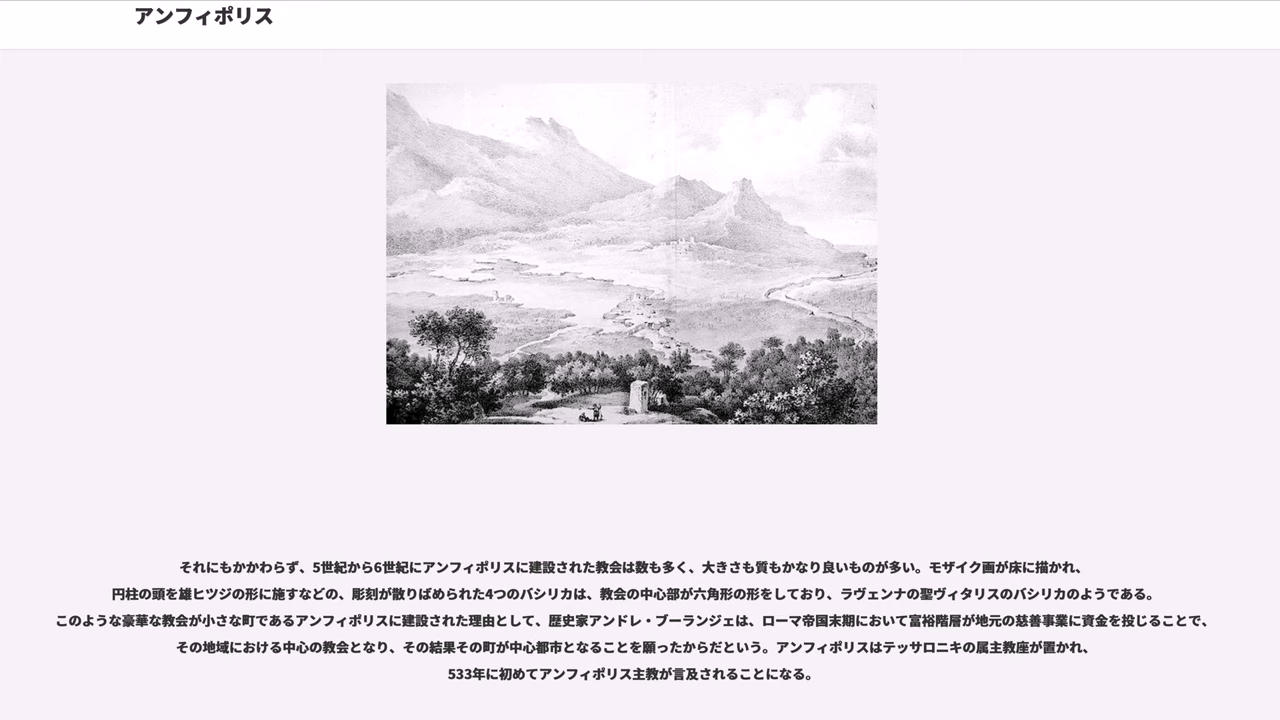 アンフィポリス
それにもかかわらず、5世紀から6世紀にアンフィポリスに建設された教会は数も多く、大きさも質もかなり良いものが多い。モザイク画が床に描かれ、
円柱の頭を雄ヒツジの形に施すなどの、彫刻が散りばめられた4つのバシリカは、教会の中心部が六角形の形をしており、ラヴェンナの聖ヴィタリスのバシリカのようである。
このような豪華な教会が小さな町であるアンフィポリスに建設された理由として、歴史家アンドレ・ブーランジェは、ローマ帝国末期において富裕階層が地元の慈善事業に資金を投じることで、
その地域における中心の教会となり、その結果その町が中心都市となることを願ったからだという。アンフィポリスはテッサロニキの属主教座が置かれ、
533年に初めてアンフィポリス主教が言及されることになる。